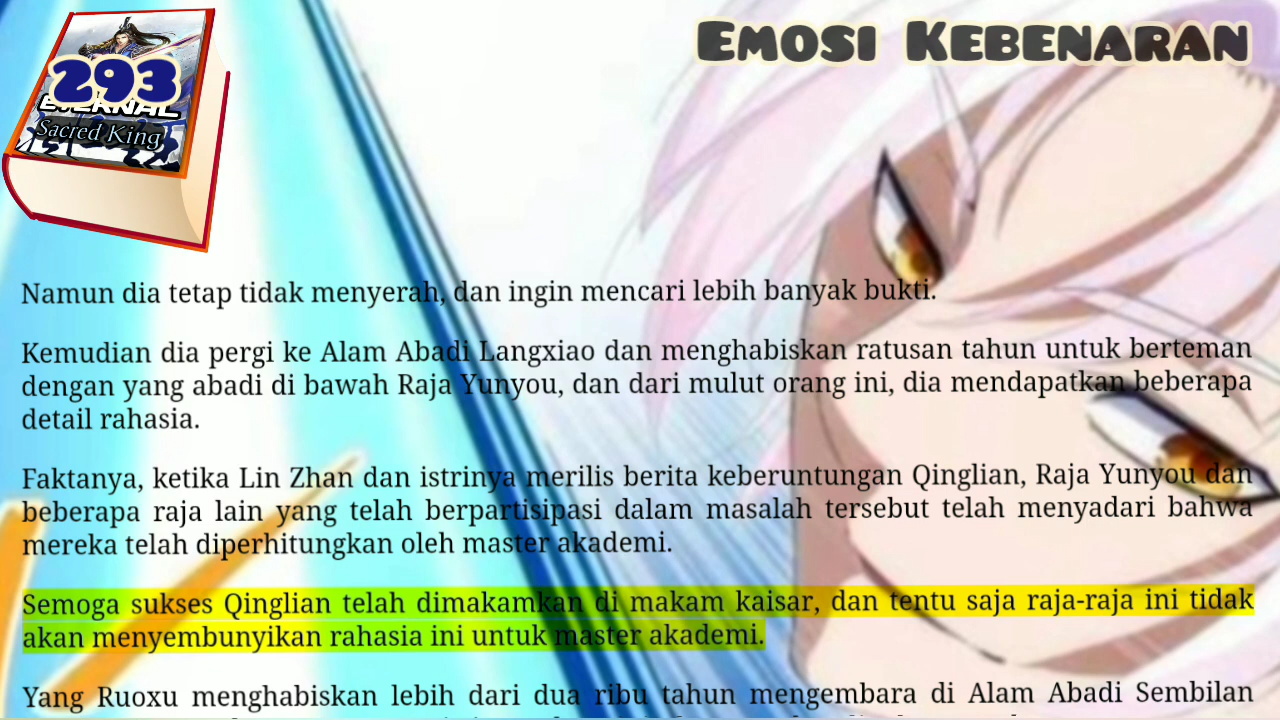 Emosi Kebenaran
293
ETERNAL
Sacred King
Namun dia tetap tidak menyerah, dan ingin mencari lebih banyak bukti.
Kemudian dia pergi ke Alam Abadi Langxiao dan menghabiskan ratusan tahun untuk berteman
dengan yang abadi di bawah Raja Yunyou, dan dari mulut orang ini, dia mendapatkan beberapa
detail rahasia.
Faktanya, ketika Lin Zhan dan istrinya merilis berita keberuntungan Qinglian, Raja Yunyou dan
beberapa raja lain yang telah berpartisipasi dalam masalah tersebut telah menyadari bahwa
mereka telah diperhitungkan oleh master akademi.
Semoga sukses Qinglian telah dimakamkan di makam kaisar, dan tentu saja raja-raja ini tidak
akan menyembunyikan rahasia ini untuk master akademi.
Yang Ruoxu menghabiskan lebih dari dua ribu tahun mengembara di Alam Abadi Sembilan